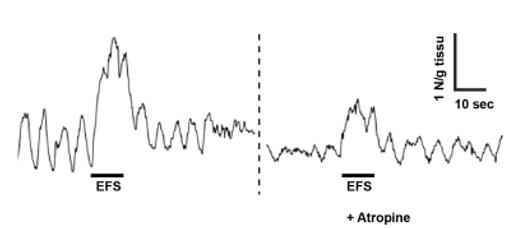 1 N/g tissu
10 sec
EFS
EFS
+ Atropine